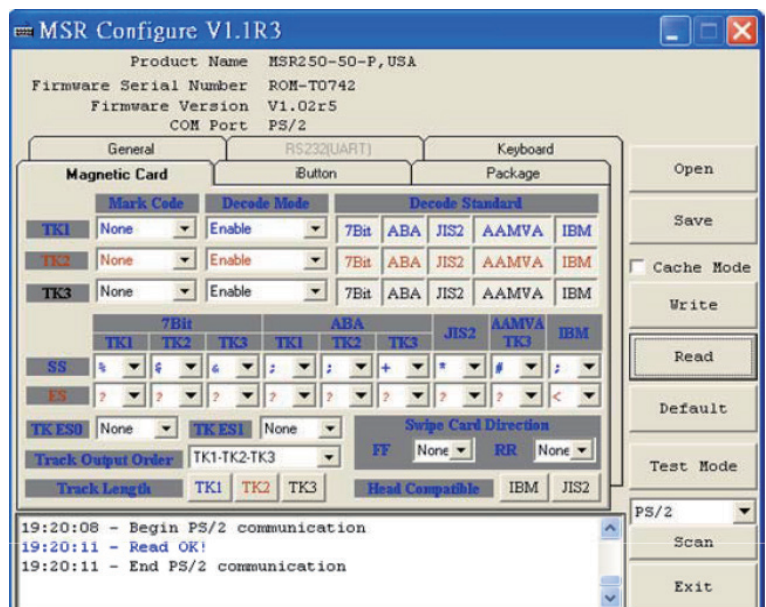 MSR Configure V1.1R3
Product Name MSR250-50-P,USA
Firmware Serial Number ROM-T0742
Firmware Version V1.02r5
COM Port PS/2
General RS232(UART) Keyboard
Magnetic Card iButton Package
Mark Code Decode Mode Decode Standard
TK1 None Enable 7Bit ABA JIS2 AAMVA IBM
TK2 None Enable 7Bit ABA JIS2 AAMVA IBM
TK3 None Enable 7Bit ABA JIS2 AAMVA IBM
7Bit ABA JIS2 AAMVA TK3 IBM
TK1 TK2 TK3 TK1 TK2 TK3
SS % $ & ; ; + * # ;
ES ? ? ? ? ? ? ? ? <
TK ES0 None TK ES1 None
Swipe Card Direction
FF None RR None
Track Output Order TK1-TK2-TK3
Track Length TK1 TK2 TK3 Head Compatible IBM JIS2
19:20:08 - Begin PS/2 communication
19:20:11 - Read OK!
19:20:11 - End PS/2 communication
Open
Save
Cache Mode
Write
Read
Default
Test Mode
PS/2
Scan
Exit